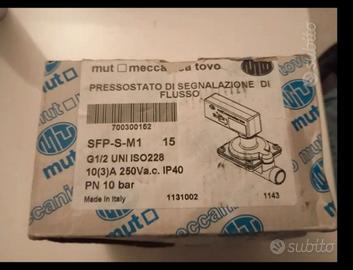 mut meccanica tovo
PRESSOSTATO DI SEGNALAZIONE DI
FLUSSO
700300152
SFP-S-M1 15
G1/2 UNI ISO228
10(3)A 250Va.c. IP40
PN 10 bar
Made in Italy 1131002 1143
subito